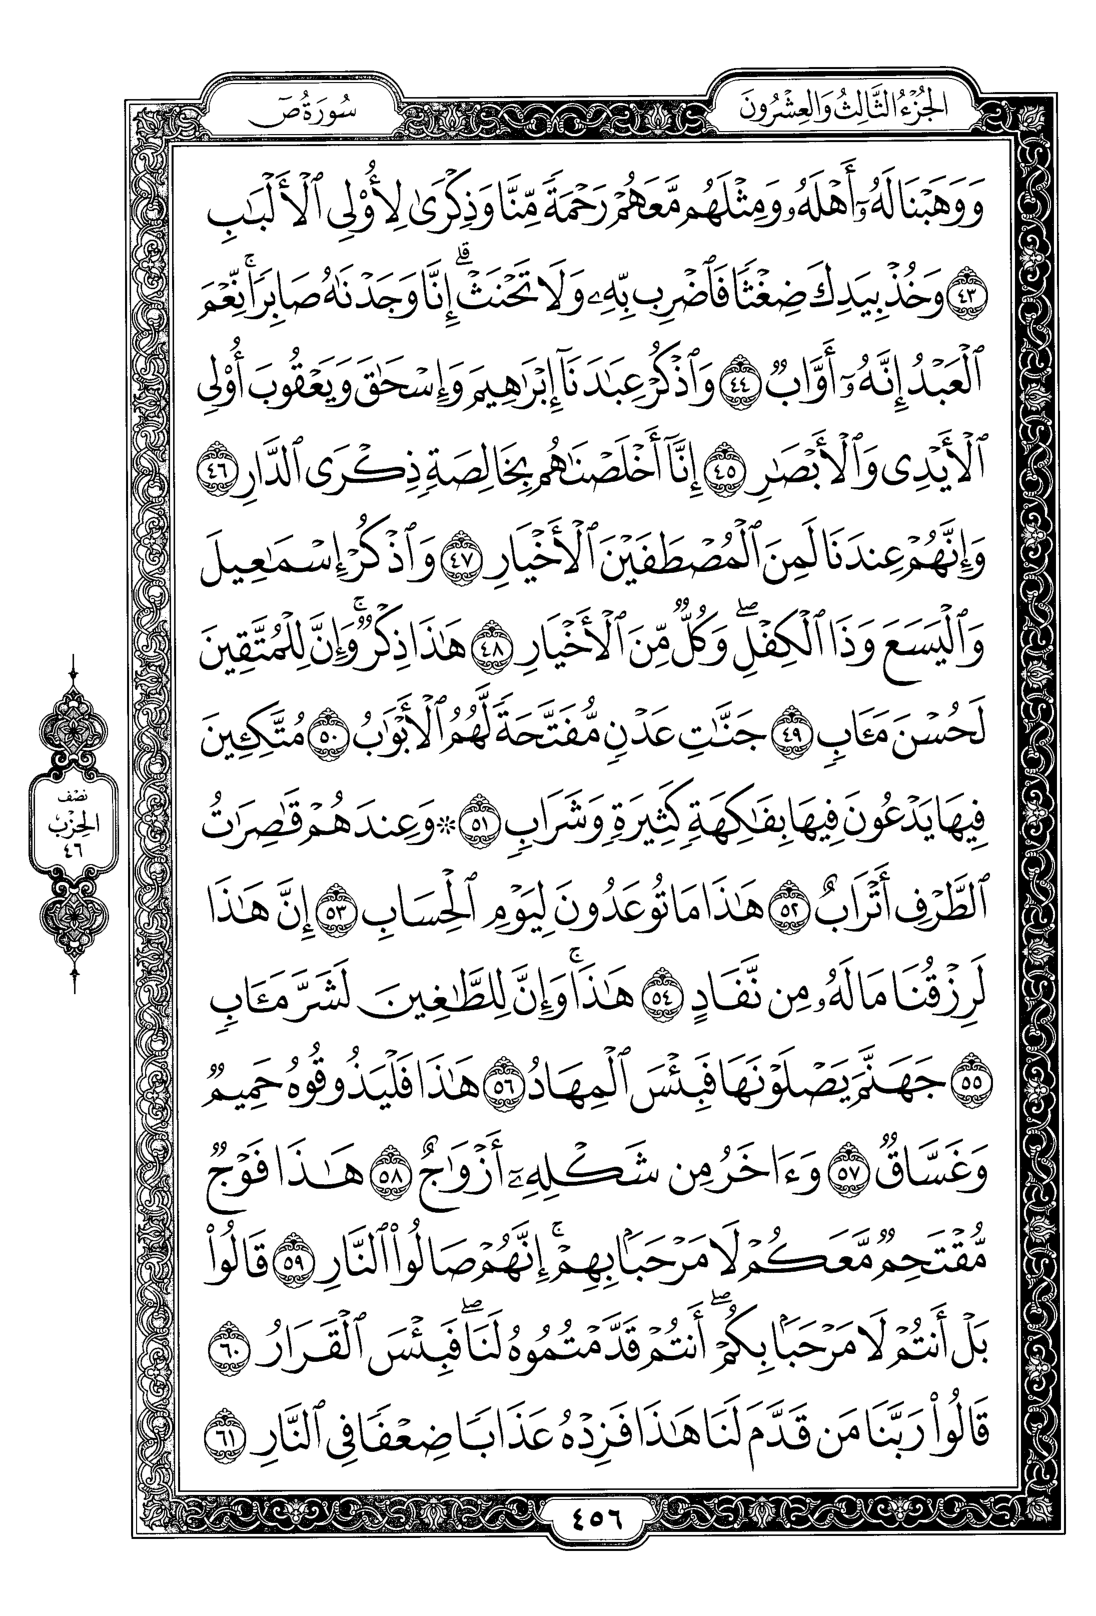 الجُزْءُ الثَّالِثُ وَالعِشْرُونَ
سُورَةُ صٓ
وَوَهَبْنَا لَهُۥٓ أَهْلَهُۥ وَمِثْلَهُم مَّعَهُمْ رَحْمَةً مِّنَّا وَذِكْرَىٰ لِأُو۟لِى ٱلْأَلْبَٰبِ
٤٣ وَخُذْ بِيَدِكَ ضِغْثًا فَٱضْرِب بِّهِۦ وَلَا تَحْنَثْ ۗ إِنَّا وَجَدْنَٰهُ صَابِرًا ۚ نِّعْمَ
ٱلْعَبْدُ إِنَّهُۥٓ أَوَّابٌ ٤٤ وَٱذْكُرْ عِبَٰدَنَآ إِبْرَٰهِيمَ وَإِسْحَٰقَ وَيَعْقُوبَ أُو۟لِى
ٱلْأَيْدِى وَٱلْأَبْصَٰرِ ٤٥ إِنَّآ أَخْلَصْنَٰهُم بِخَالِصَةٍ ذِكْرَى ٱلدَّارِ ٤٦
وَإِنَّهُمْ عِندَنَا لَمِنَ ٱلْمُصْطَفَيْنَ ٱلْأَخْيَارِ ٤٧ وَٱذْكُرْ إِسْمَٰعِيلَ
وَٱلْيَسَعَ وَذَا ٱلْكِفْلِ ۖ وَكُلٌّ مِّنَ ٱلْأَخْيَارِ ٤٨ هَٰذَا ذِكْرٌ ۚ وَإِنَّ لِلْمُتَّقِينَ
لَحُسْنَ مَـَٔابٍ ٤٩ جَنَّٰتِ عَدْنٍ مُّفَتَّحَةً لَّهُمُ ٱلْأَبْوَٰبُ ٥٠ مُتَّكِـِٔينَ
فِيهَا يَدْعُونَ فِيهَا بِفَٰكِهَةٍ كَثِيرَةٍ وَشَرَابٍ ٥١ ۞ وَعِندَهُمْ قَٰصِرَٰتُ
ٱلطَّرْفِ أَتْرَابٌ ٥٢ هَٰذَا مَا تُوعَدُونَ لِيَوْمِ ٱلْحِسَابِ ٥٣ إِنَّ هَٰذَا
لَرِزْقُنَا مَا لَهُۥ مِن نَّفَادٍ ٥٤ هَٰذَا ۚ وَإِنَّ لِلطَّٰغِينَ لَشَرَّ مَـَٔابٍ
٥٥ جَهَنَّمَ يَصْلَوْنَهَا فَبِئْسَ ٱلْمِهَادُ ٥٦ هَٰذَا فَلْيَذُوقُوهُ حَمِيمٌ
وَغَسَّاقٌ ٥٧ وَءَاخَرُ مِن شَكْلِهِۦٓ أَزْوَٰجٌ ٥٨ هَٰذَا فَوْجٌ
مُّقْتَحِمٌ مَّعَكُمْ لَا مَرْحَبًۢا بِهِمْ ۚ إِنَّهُمْ صَالُوا۟ ٱلنَّارِ ٥٩ قَالُوا۟
بَلْ أَنتُمْ لَا مَرْحَبًۢا بِكُمْ ۖ أَنتُمْ قَدَّمْتُمُوهُ لَنَا ۖ فَبِئْسَ ٱلْقَرَارُ ٦٠
قَالُوا۟ رَبَّنَا مَن قَدَّمَ لَنَا هَٰذَا فَزِدْهُ عَذَابًا ضِعْفًا فِى ٱلنَّارِ ٦١
نصف
الحِزْبُ
٤٦
٤٥٦